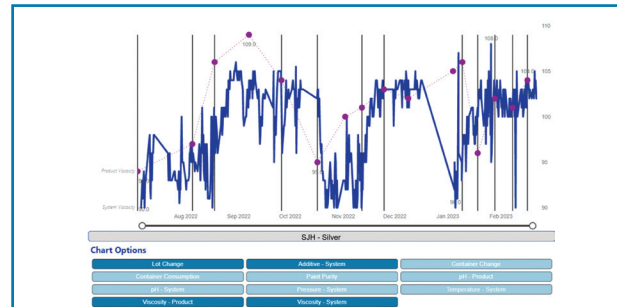 110
109.0
108.0
105
103.0
100
95
Product Viscosity
90
System Viscosity
Aug 2022 Sep 2022 Oct 2022 Nov 2022 Dec 2022 Jan 2023 Feb 2023
SJH - Silver
Chart Options
Lot Change Additive - System Container Change
Container Consumption Paint Purity pH - Product
pH - System Pressure - System Temperature - System
Viscosity - Product Viscosity - System